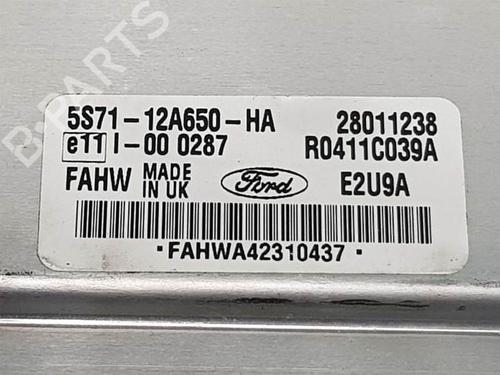 B-PARTS
5S71-12A650-HA 28011238
e11 I-00 0287 R0411C039A
FAHW MADE IN UK Ford E2U9A
•FAHWA42310437•